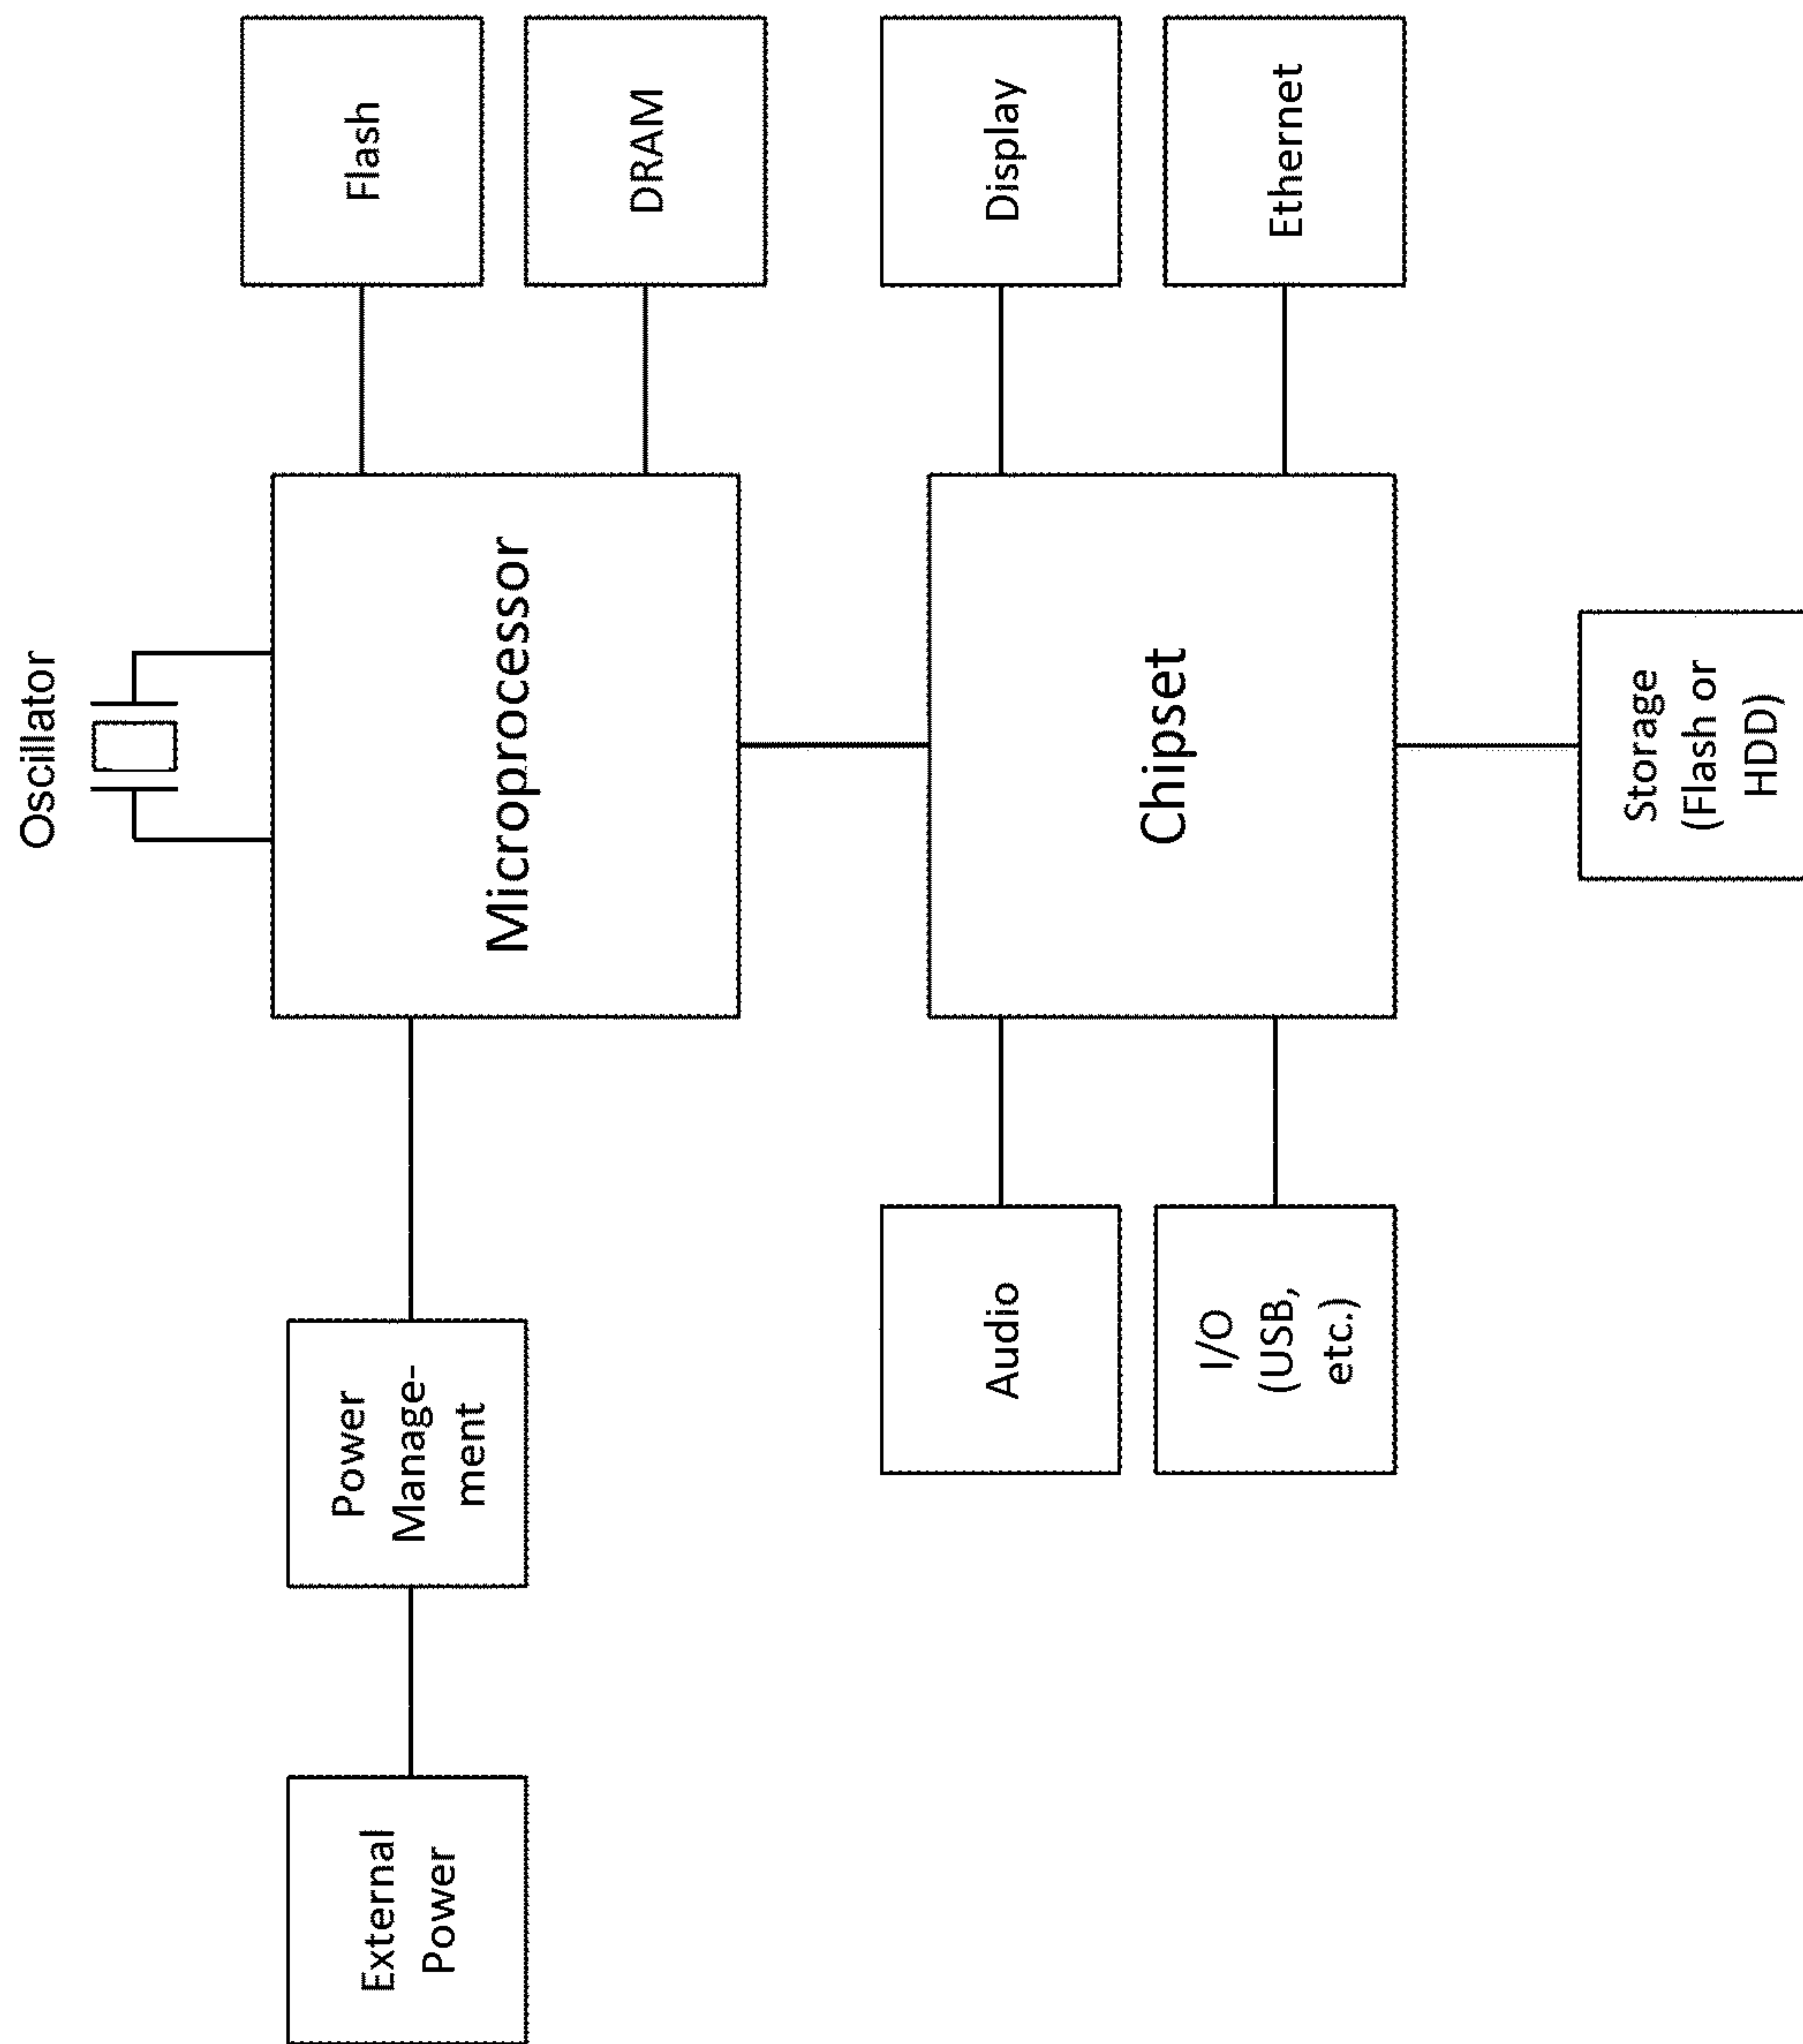 Oscillator
External
Power
Power
Manage-
ment
Microprocessor
Flash
DRAM
Audio
I/O
(USB,
etc.)
Chipset
Display
Ethernet
Storage
(Flash or
HDD)